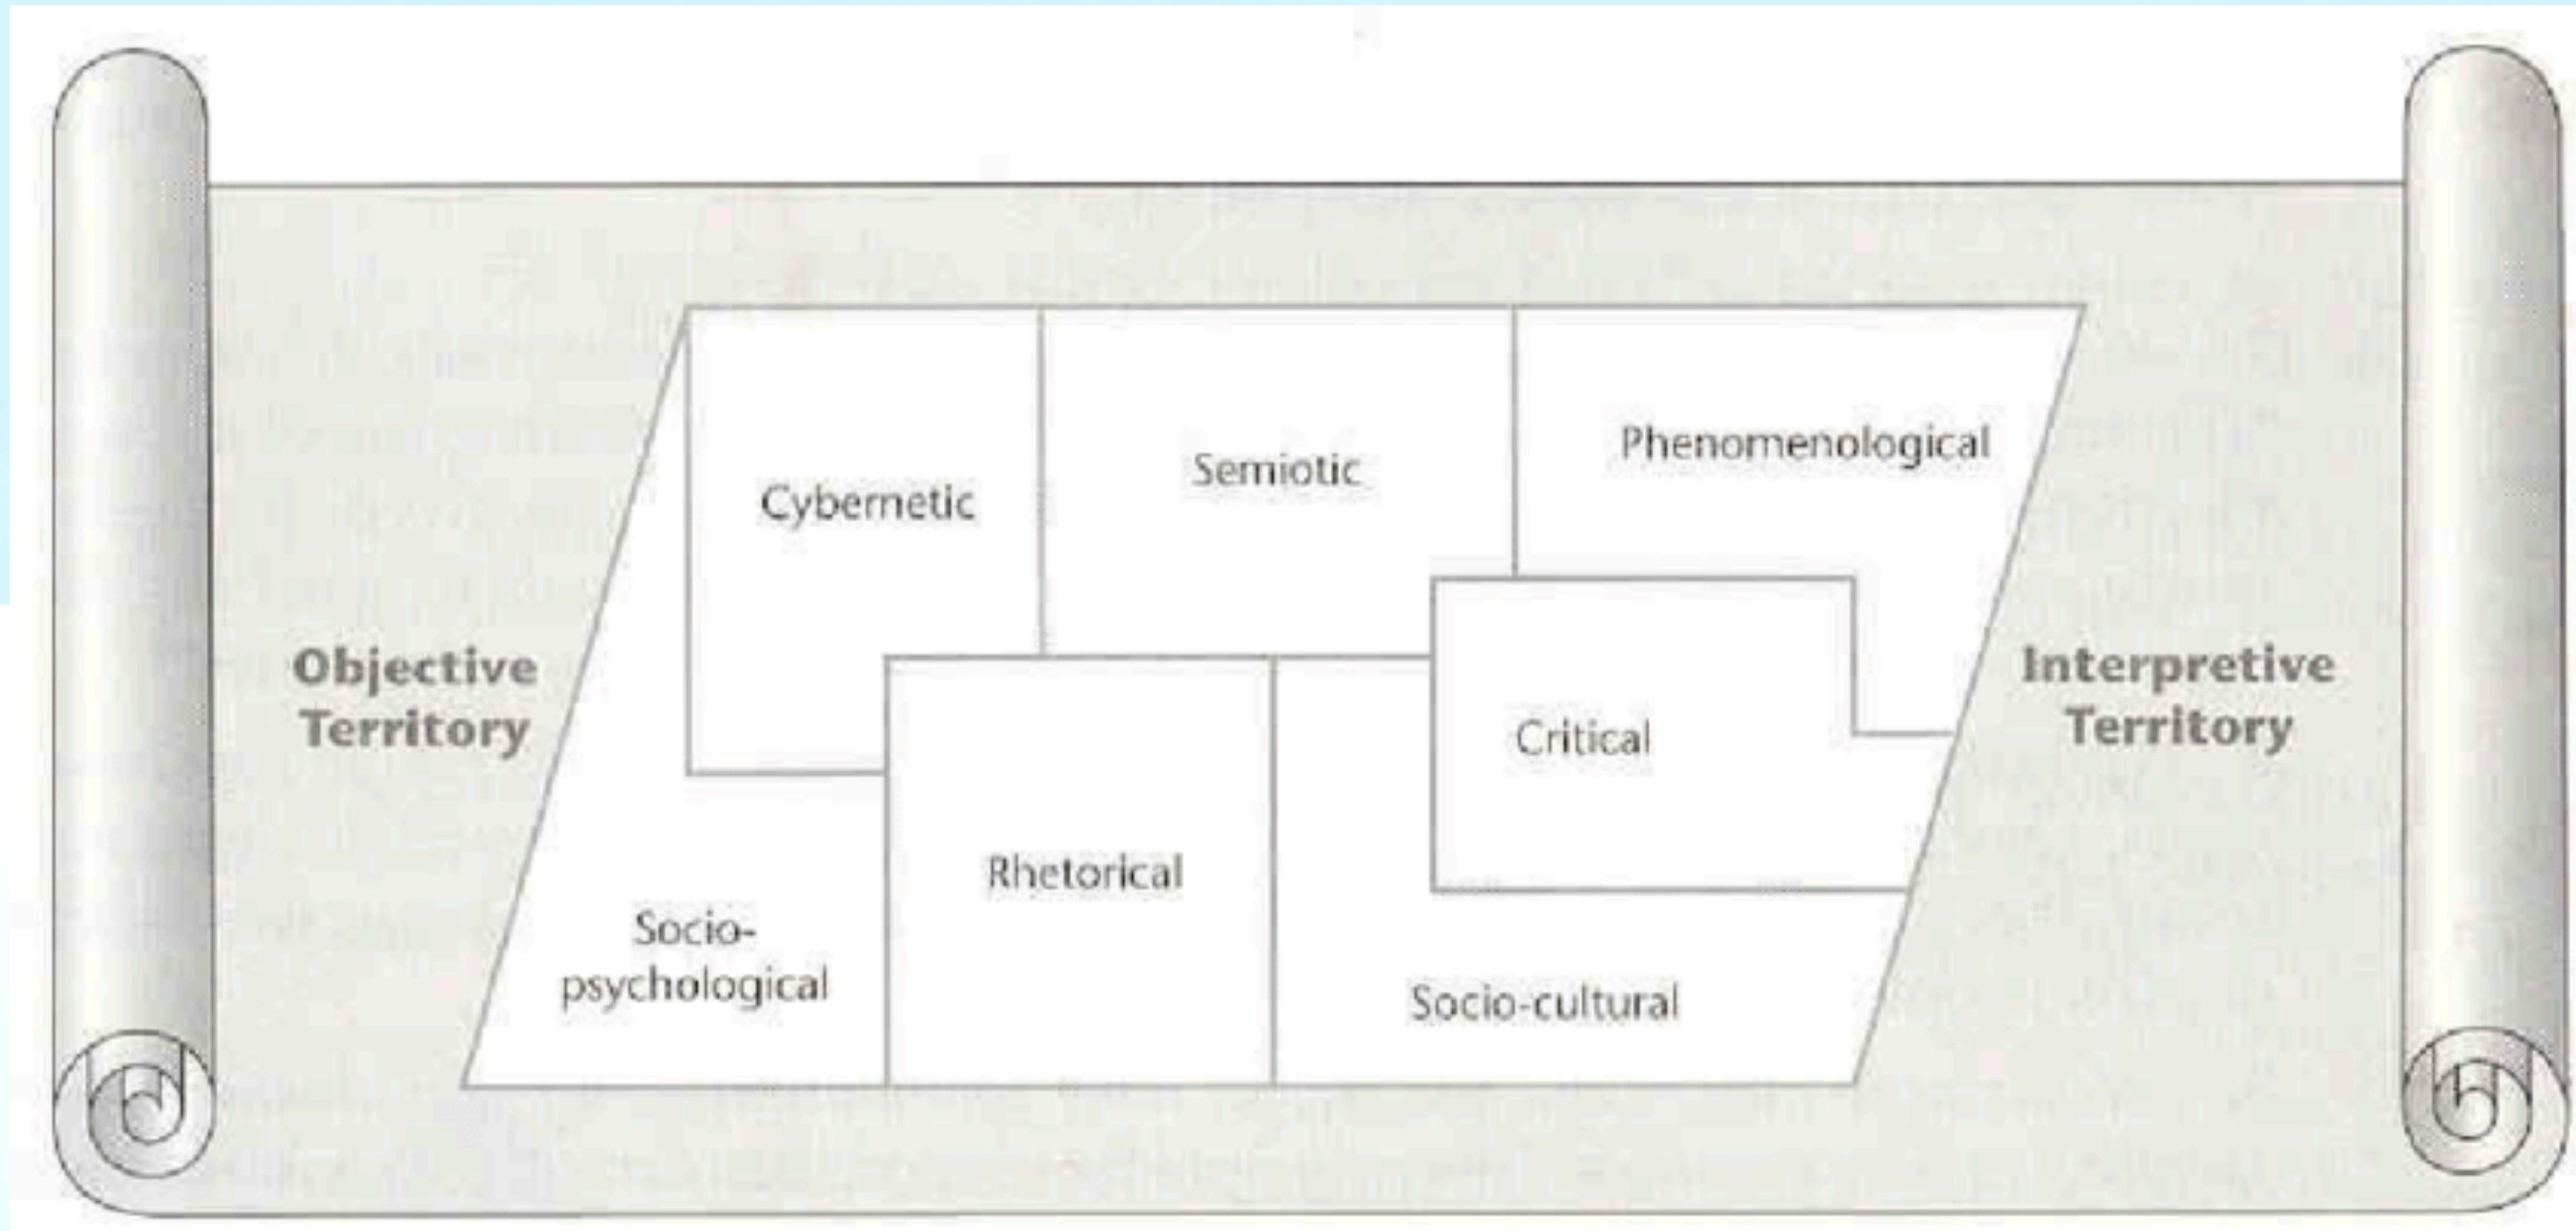 Objective
Territory
Cybernetic
Semiotic
Phenomenological
Socio-
psychological
Rhetorical
Critical
Socio-cultural
Interpretive
Territory